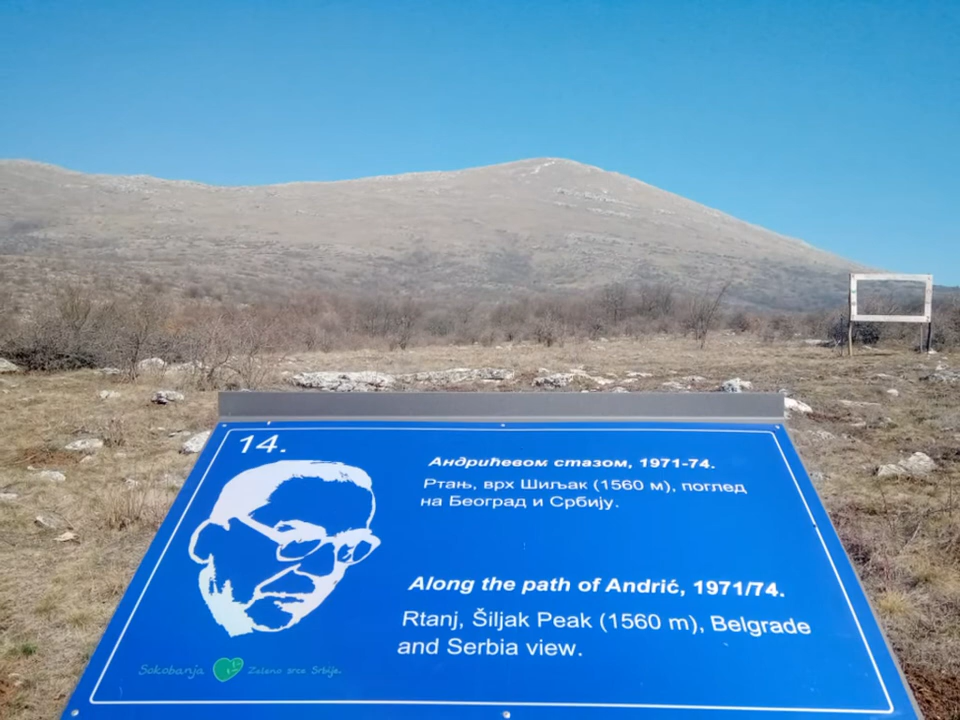 14.
Андрићевом стазом, 1971-74.
Ртањ, врх Шиљак (1560 м), поглед
на Београд и Србију.
Along the path of Andrić, 1971/74.
Rtanj, Šiljak Peak (1560 m), Belgrade
and Serbia view.
Sokobanja Zeleno srce Srbije.